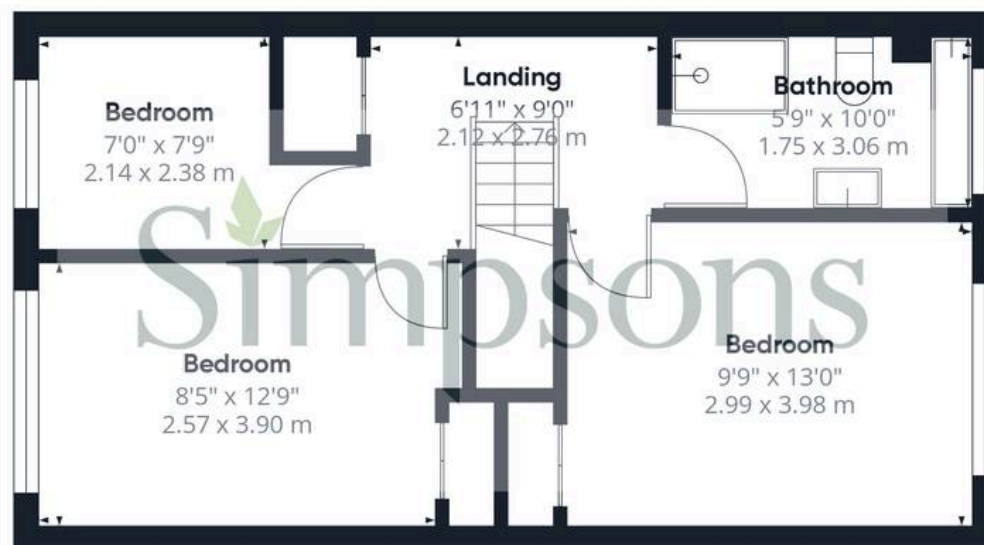 Bedroom
7'0" x 7'9"
2.14 x 2.38 m
Landing
6'11" x 9'0"
2.12 x 2.76 m
Bathroom
5'9" x 10'0"
1.75 x 3.06 m
Simpsons
Bedroom
8'5" x 12'9"
2.57 x 3.90 m
Bedroom
9'9" x 13'0"
2.99 x 3.98 m